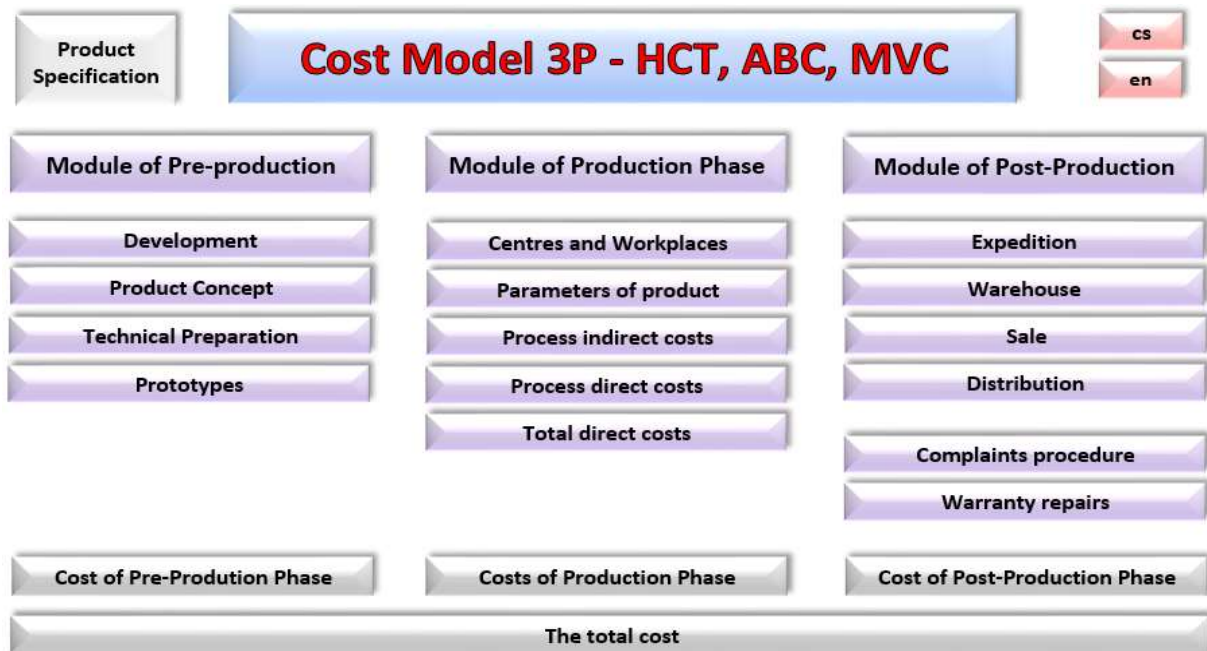 Product
Specification
Cost Model 3P - HCT, ABC, MVC
cs
en
Module of Pre-production
Module of Production Phase
Module of Post-Production
Development
Product Concept
Technical Preparation
Prototypes
Centres and Workplaces
Parameters of product
Process indirect costs
Process direct costs
Total direct costs
Expedition
Warehouse
Sale
Distribution
Complaints procedure
Warranty repairs
Cost of Pre-Prodution Phase
Costs of Production Phase
Cost of Post-Production Phase
The total cost